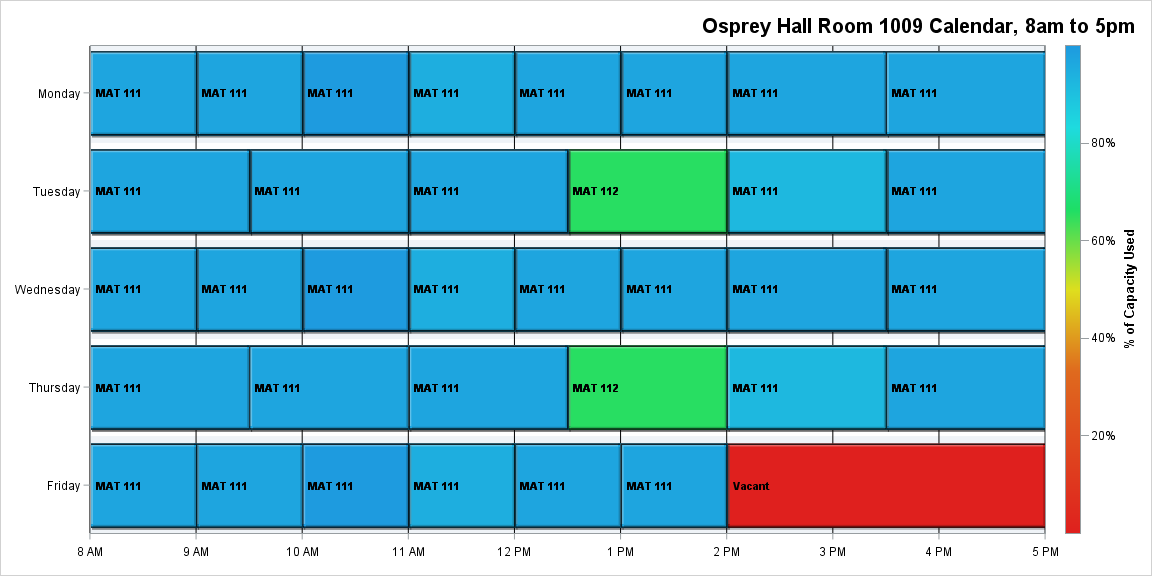 Osprey Hall Room 1009 Calendar, 8am to 5pm
Monday
MAT 111
MAT 111
MAT 111
MAT 111
MAT 111
MAT 111
MAT 111
MAT 111
Tuesday
MAT 111
MAT 111
MAT 111
MAT 112
MAT 111
MAT 111
Wednesday
MAT 111
MAT 111
MAT 111
MAT 111
MAT 111
MAT 111
MAT 111
MAT 111
Thursday
MAT 111
MAT 111
MAT 111
MAT 112
MAT 111
MAT 111
Friday
MAT 111
MAT 111
MAT 111
MAT 111
MAT 111
MAT 111
Vacant
8 AM
9 AM
10 AM
11 AM
12 PM
1 PM
2 PM
3 PM
4 PM
5 PM
80%
60%
40%
20%
% of Capacity Used